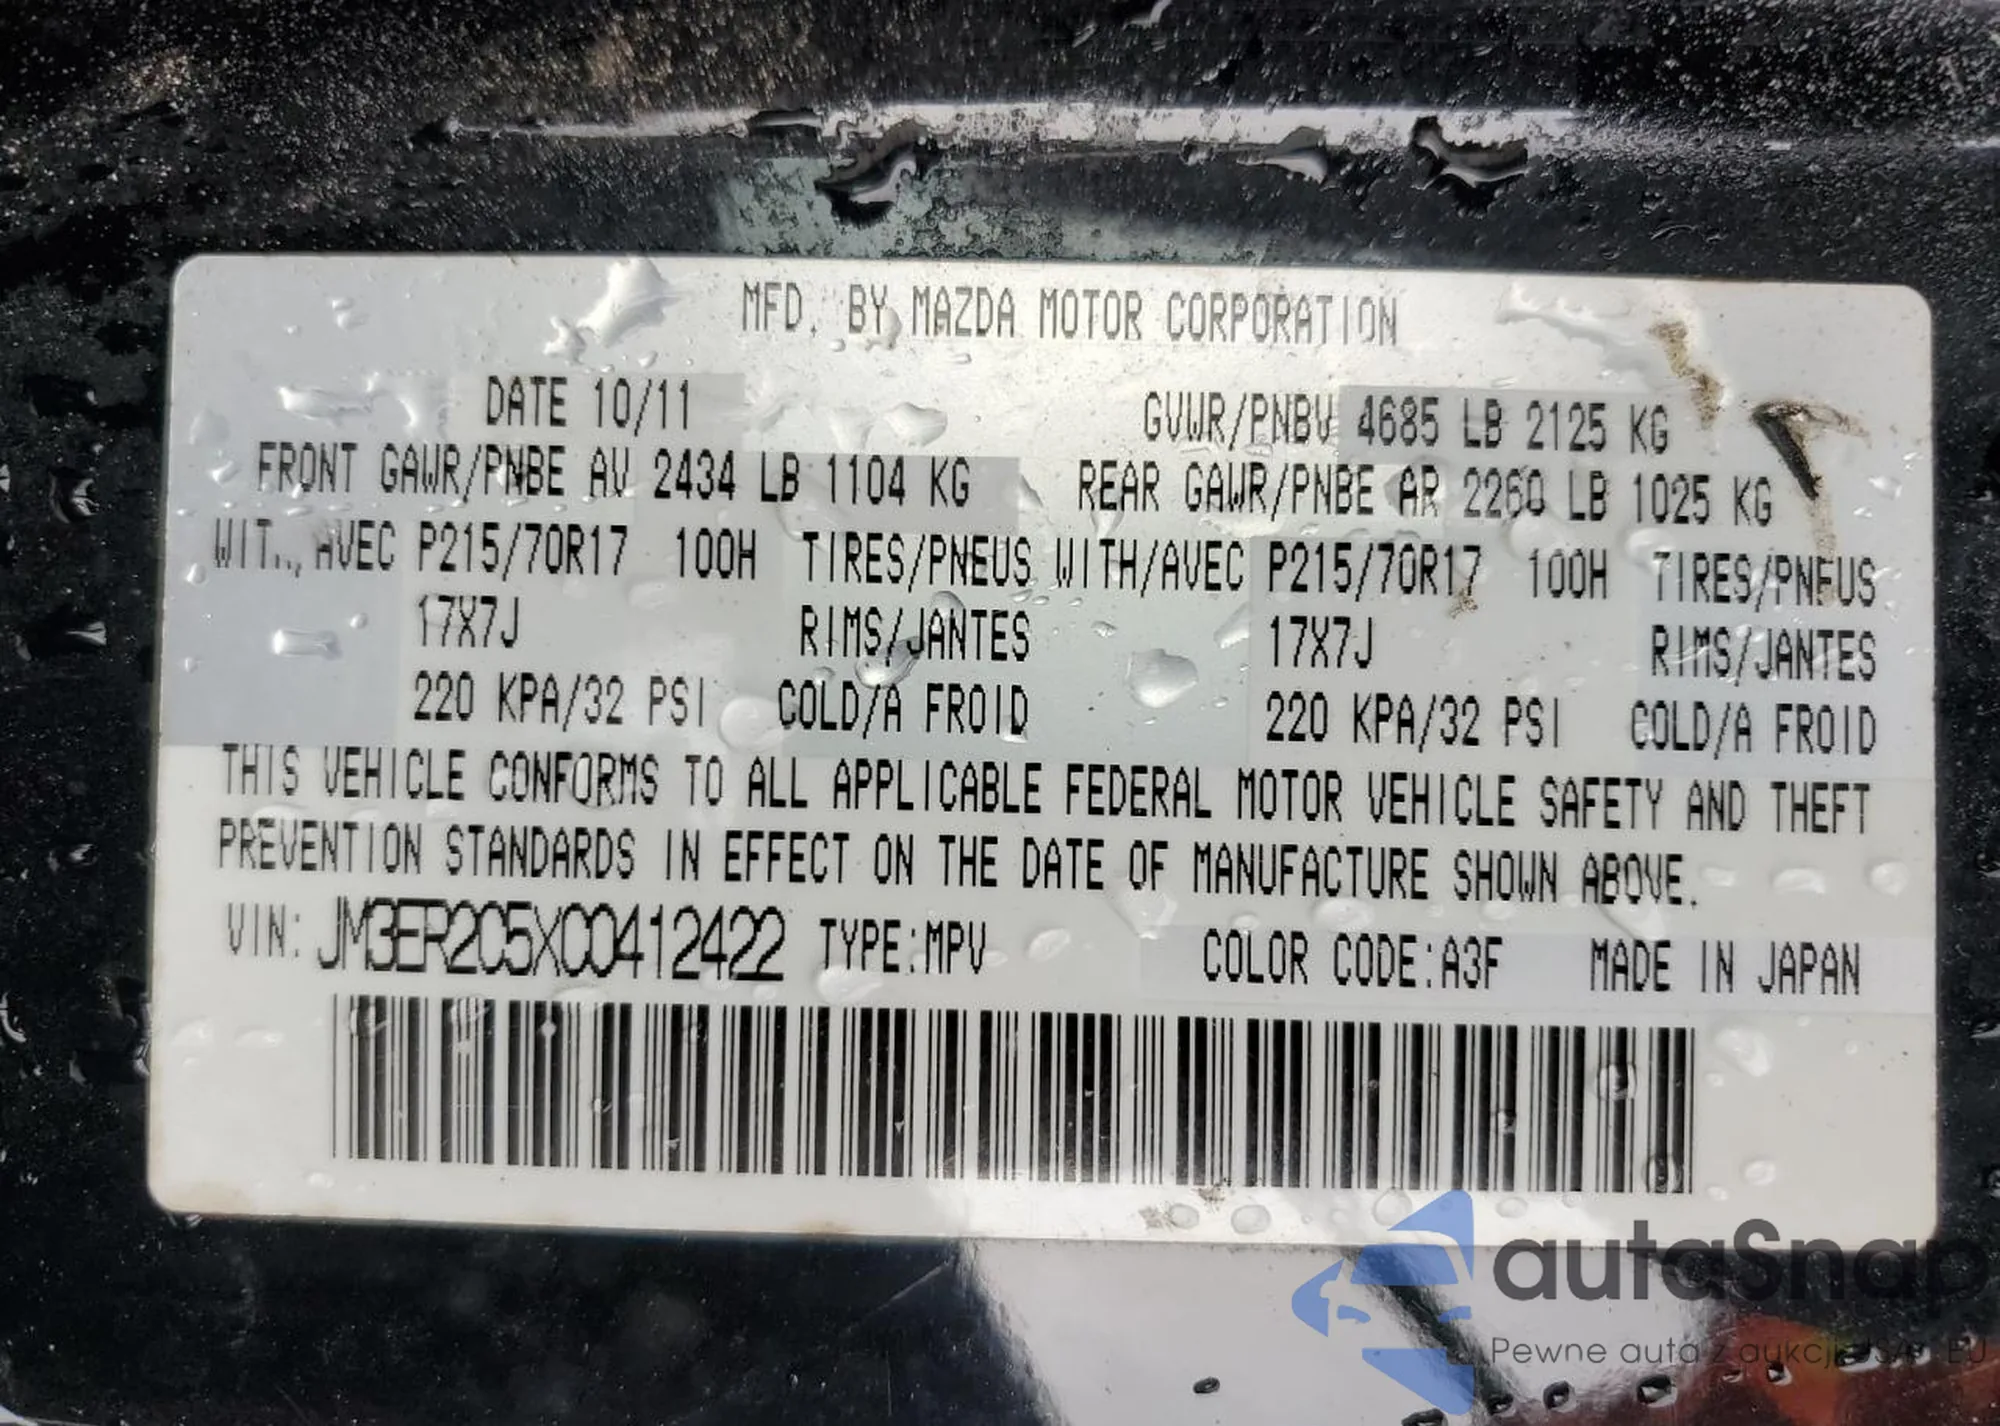 MFD. BY MAZDA MOTOR CORPORATION
DATE 10/11 GVWR/PNBV 4685 LB 2125 KG
FRONT GAWR/PNBE AV 2434 LB 1104 KG REAR GAWR/PNBE AR 2260 LB 1025 KG
AVEC P215/70R17 100H TIRES/PNEUS WITH/AVEC P215/70R17 100H TIRES/PNEUS
17X7J RIMS/JANTES 17X7J RIMS/JANTES
220 KPA/32 PSI COLD/A FROID 220 KPA/32 PSI COLD/A FROID
THIS VEHICLE CONFORMS TO ALL APPLICABLE FEDERAL MOTOR VEHICLE SAFETY AND THEFT
PREVENTION STANDARDS IN EFFECT ON THE DATE OF MANUFACTURE SHOWN ABOVE.
VIN: JM3ER2C5XC0412422 TYPE:MPV COLOR CODE:A3F MADE IN JAPAN
autaSnap
Pewne auta z aukcji USA i EU